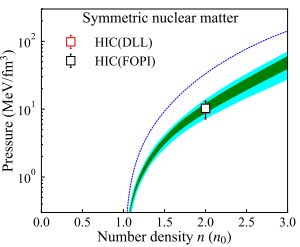 Symmetric nuclear matter
HIC(DLL)
HIC(FOPI)
Pressure (MeV/fm³)
10²
10¹
10⁰
0.0 0.5 1.0 1.5 2.0 2.5 3.0
Number density n (n₀)